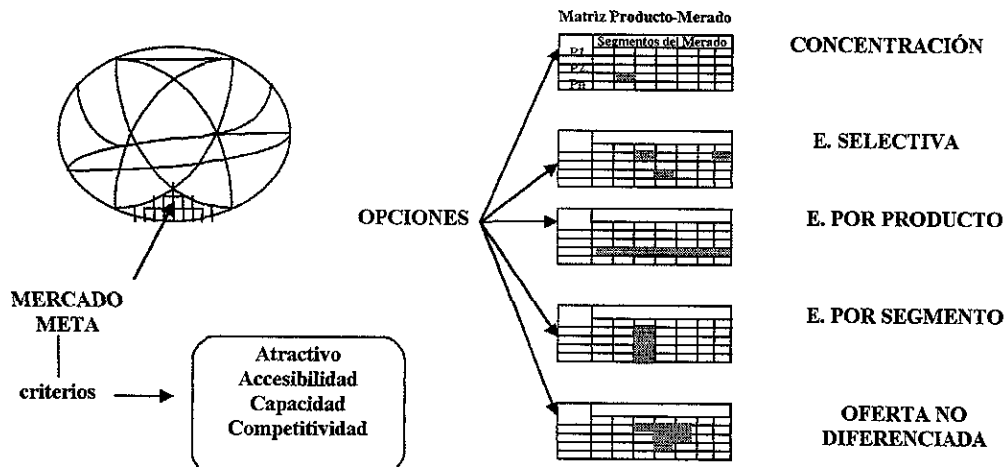 Matriz Producto-Merado
Segmentos del Merado
P1
P2
Pn
CONCENTRACIÓN
E. SELECTIVA
OPCIONES
E. POR PRODUCTO
MERCADO
META
E. POR SEGMENTO
criterios
Atractivo
Accesibilidad
Capacidad
Competitividad
OFERTA NO
DIFERENCIADA